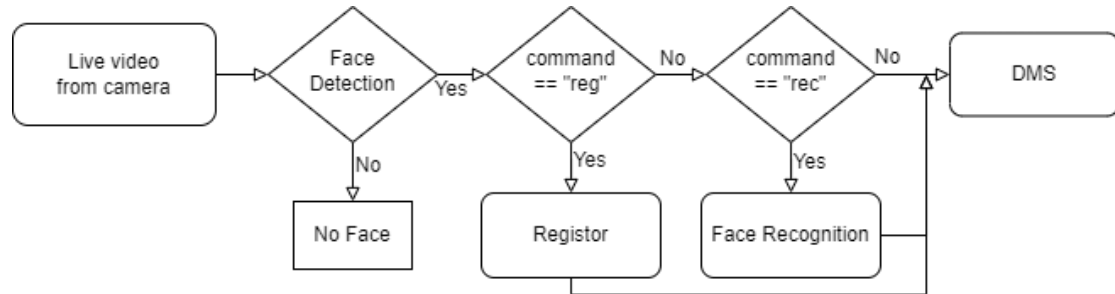 Live video
from camera
Face
Detection
Yes
No
No Face
command
== "reg"
No
Yes
Registor
command
== "rec"
No
Yes
Face Recognition
DMS